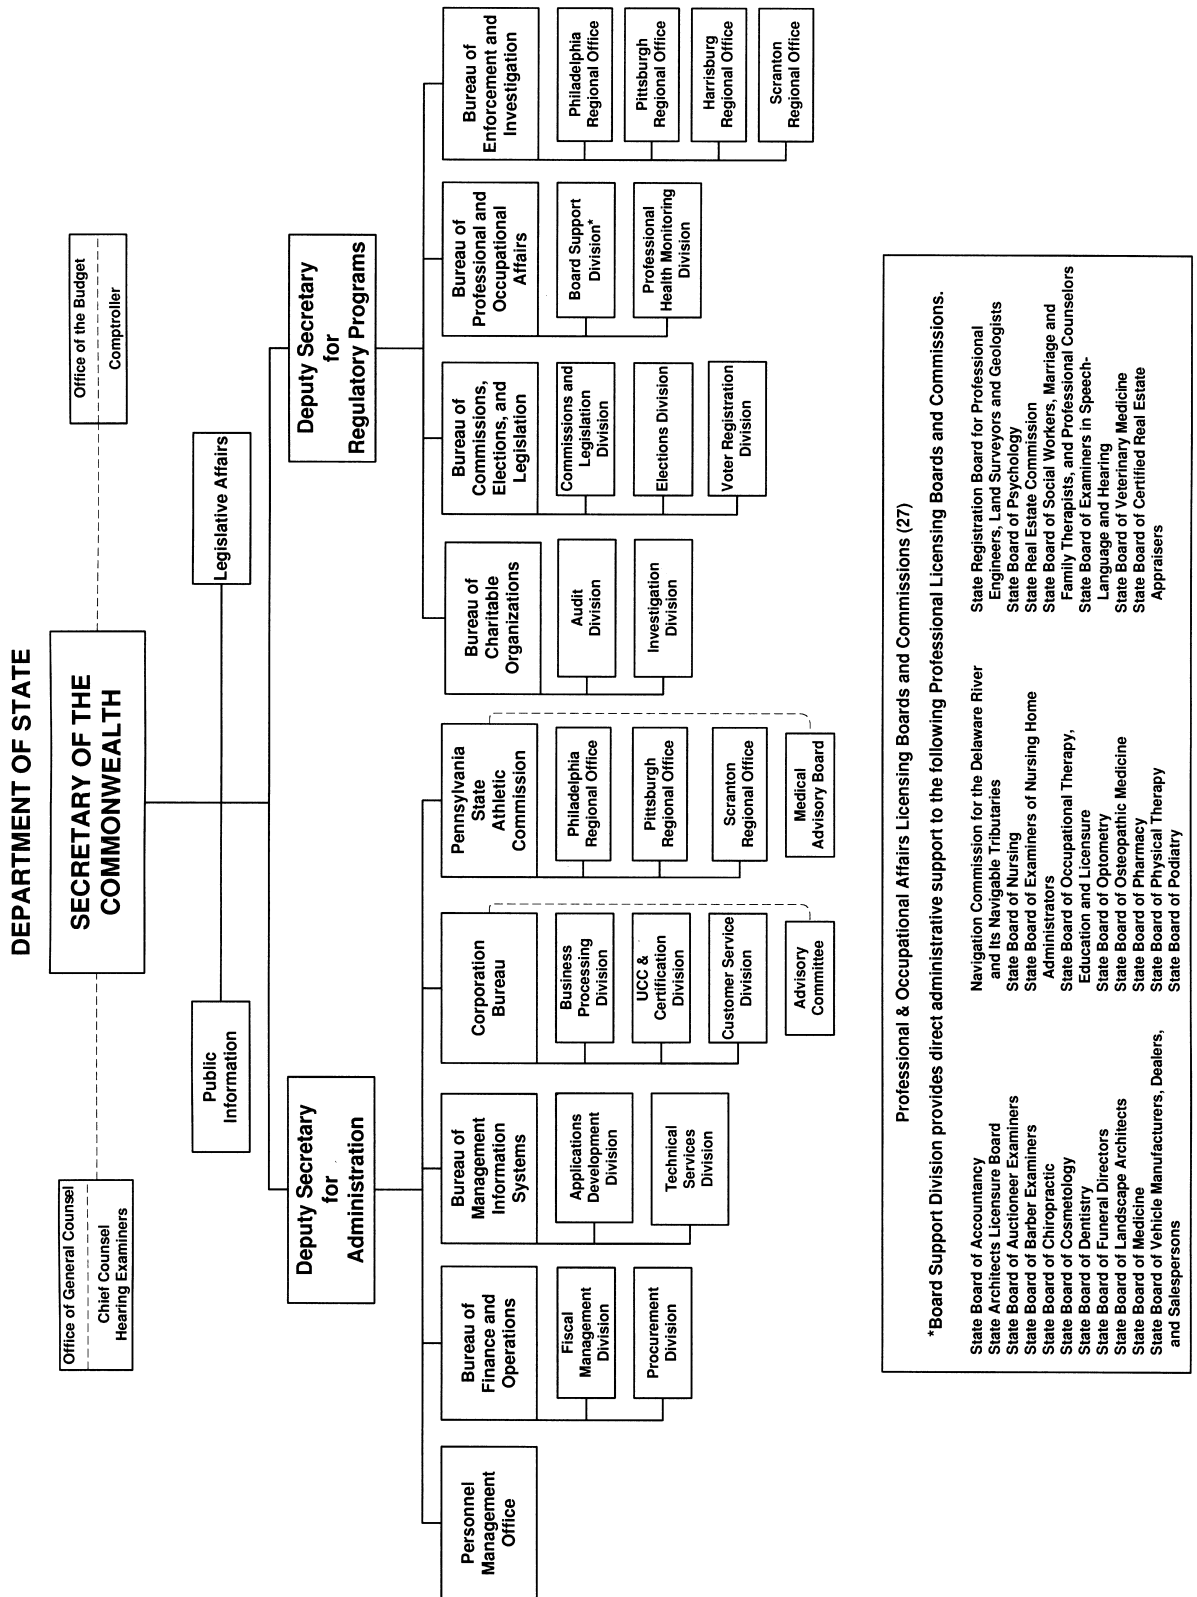 DEPARTMENT OF STATE
SECRETARY OF THE
COMMONWEALTH
Office of General Counsel
Chief Counsel
Hearing Examiners
Office of the Budget
Comptroller
Public
Information
Legislative Affairs
Deputy Secretary
for
Administration
Deputy Secretary
for
Regulatory Programs
Personnel
Management
Office
Bureau of
Finance and
Operations
Fiscal
Management
Division
Procurement
Division
Bureau of
Management
Information
Systems
Applications
Development
Division
Technical
Services
Division
Corporation
Bureau
Business
Processing
Division
UCC &
Certification
Division
Customer Service
Division
Advisory
Committee
Pennsylvania
State
Athletic
Commission
Philadelphia
Regional Office
Pittsburgh
Regional Office
Scranton
Regional Office
Medical
Advisory Board
Bureau of
Charitable
Organizations
Audit
Division
Investigation
Division
Bureau of
Commissions,
Elections, and
Legislation
Commissions and
Legislation
Division
Elections Division
Voter Registration
Division
Bureau of
Professional and
Occupational
Affairs
Board Support
Division*
Professional
Health Monitoring
Division
Bureau of
Enforcement and
Investigation
Philadelphia
Regional Office
Pittsburgh
Regional Office
Harrisburg
Regional Office
Scranton
Regional Office
Professional & Occupational Affairs Licensing Boards and Commissions (27)
*Board Support Division provides direct administrative support to the following Professional Licensing Boards and Commissions.
State Board of Accountancy
State Architects Licensure Board
State Board of Auctioneer Examiners
State Board of Barber Examiners
State Board of Chiropractic
State Board of Cosmetology
State Board of Dentistry
State Board of Funeral Directors
State Board of Landscape Architects
State Board of Medicine
State Board of Vehicle Manufacturers, Dealers,
and Salespersons
Navigation Commission for the Delaware River
and Its Navigable Tributaries
State Board of Nursing
State Board of Examiners of Nursing Home
Administrators
State Board of Occupational Therapy,
Education and Licensure
State Board of Optometry
State Board of Osteopathic Medicine
State Board of Pharmacy
State Board of Physical Therapy
State Board of Podiatry
State Registration Board for Professional
Engineers, Land Surveyors and Geologists
State Board of Psychology
State Real Estate Commission
State Board of Social Workers, Marriage and
Family Therapists, and Professional Counselors
State Board of Examiners in Speech-
Language and Hearing
State Board of Veterinary Medicine
State Board of Certified Real Estate
Appraisers